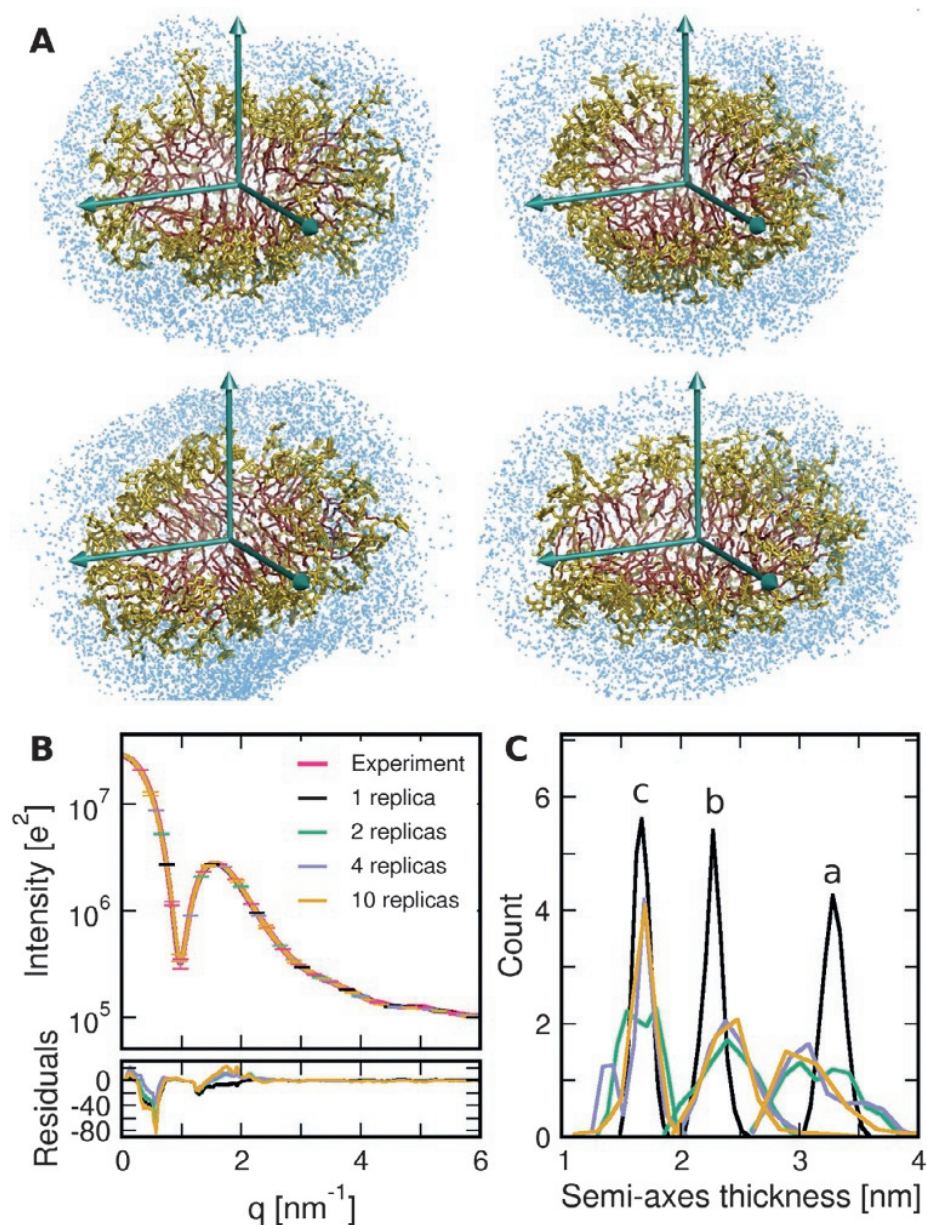 A
B
Intensity [e²]
10⁷
10⁶
10⁵
Experiment
1 replica
2 replicas
4 replicas
10 replicas
Residuals
0
-40
-80
0 2 4 6
q [nm⁻¹]
C
Count
6
4
2
0
c
b
a
1 2 3 4
Semi-axes thickness [nm]